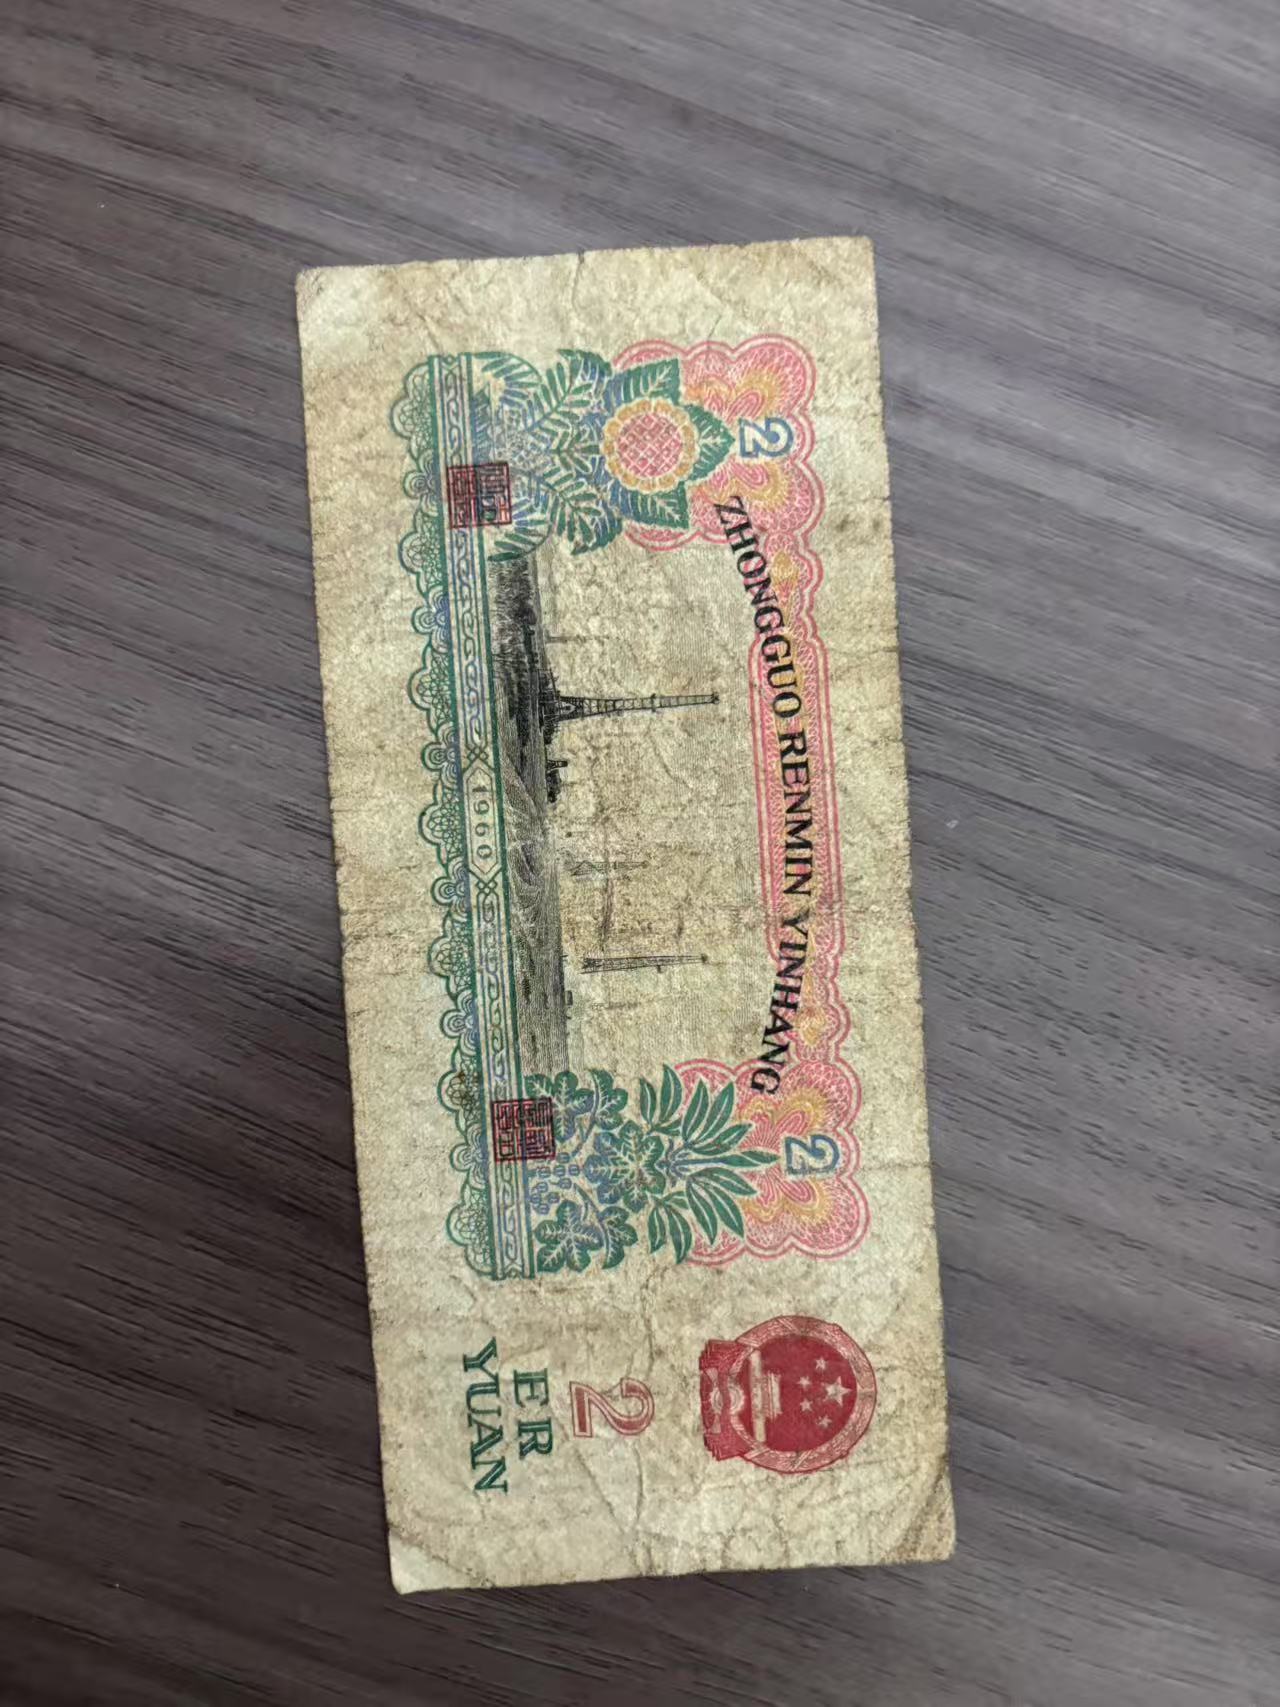 2
2
ZHONGGUO RENMIN YINHANG
1960
2
ER
YUAN